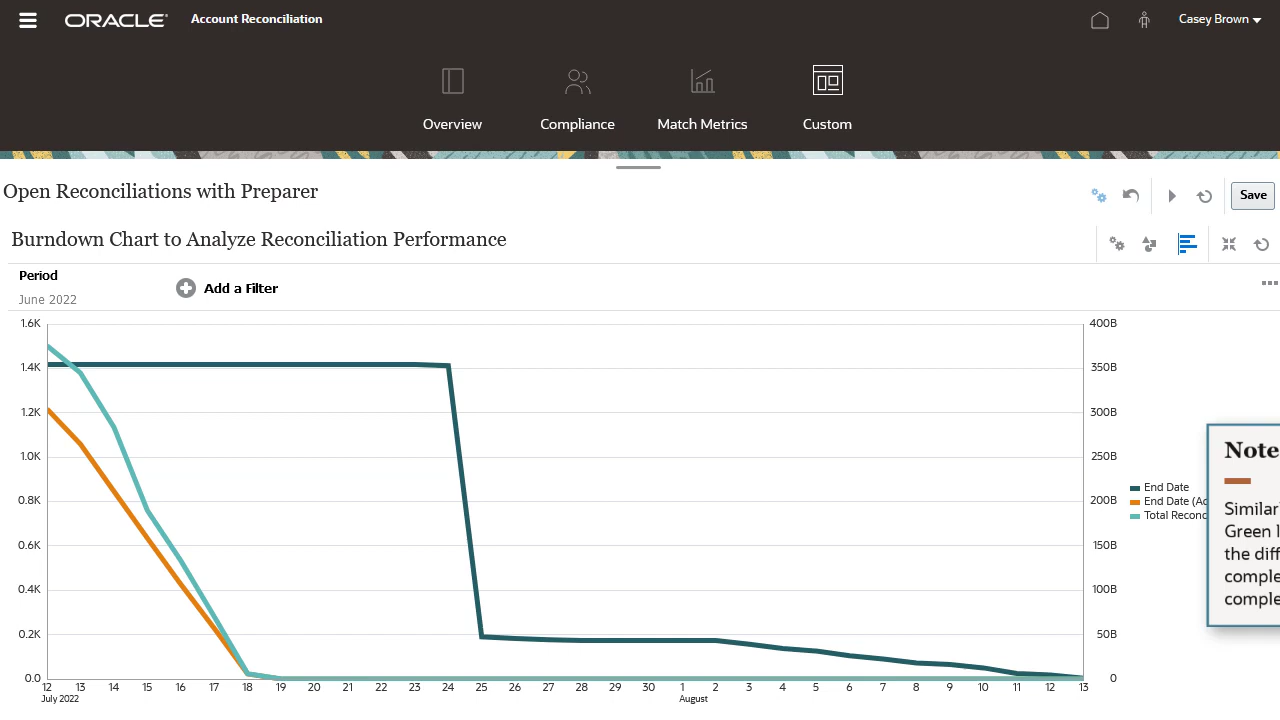 ORACLE Account Reconciliation
Casey Brown
Overview Compliance Match Metrics Custom
Open Reconciliations with Preparer
Save
Burndown Chart to Analyze Reconciliation Performance
Period
June 2022
Add a Filter
1.6K
1.4K
1.2K
1.0K
0.8K
0.6K
0.4K
0.2K
0.0
400B
350B
300B
250B
200B
150B
100B
50B
0
12 13 14 15 16 17 18 19 20 21 22 23 24 25 26 27 28 29 30 1 2 3 4 5 6 7 8 9 10 11 12 13
July 2022 August
End Date
End Date
Total
Note
Similar
Green
the